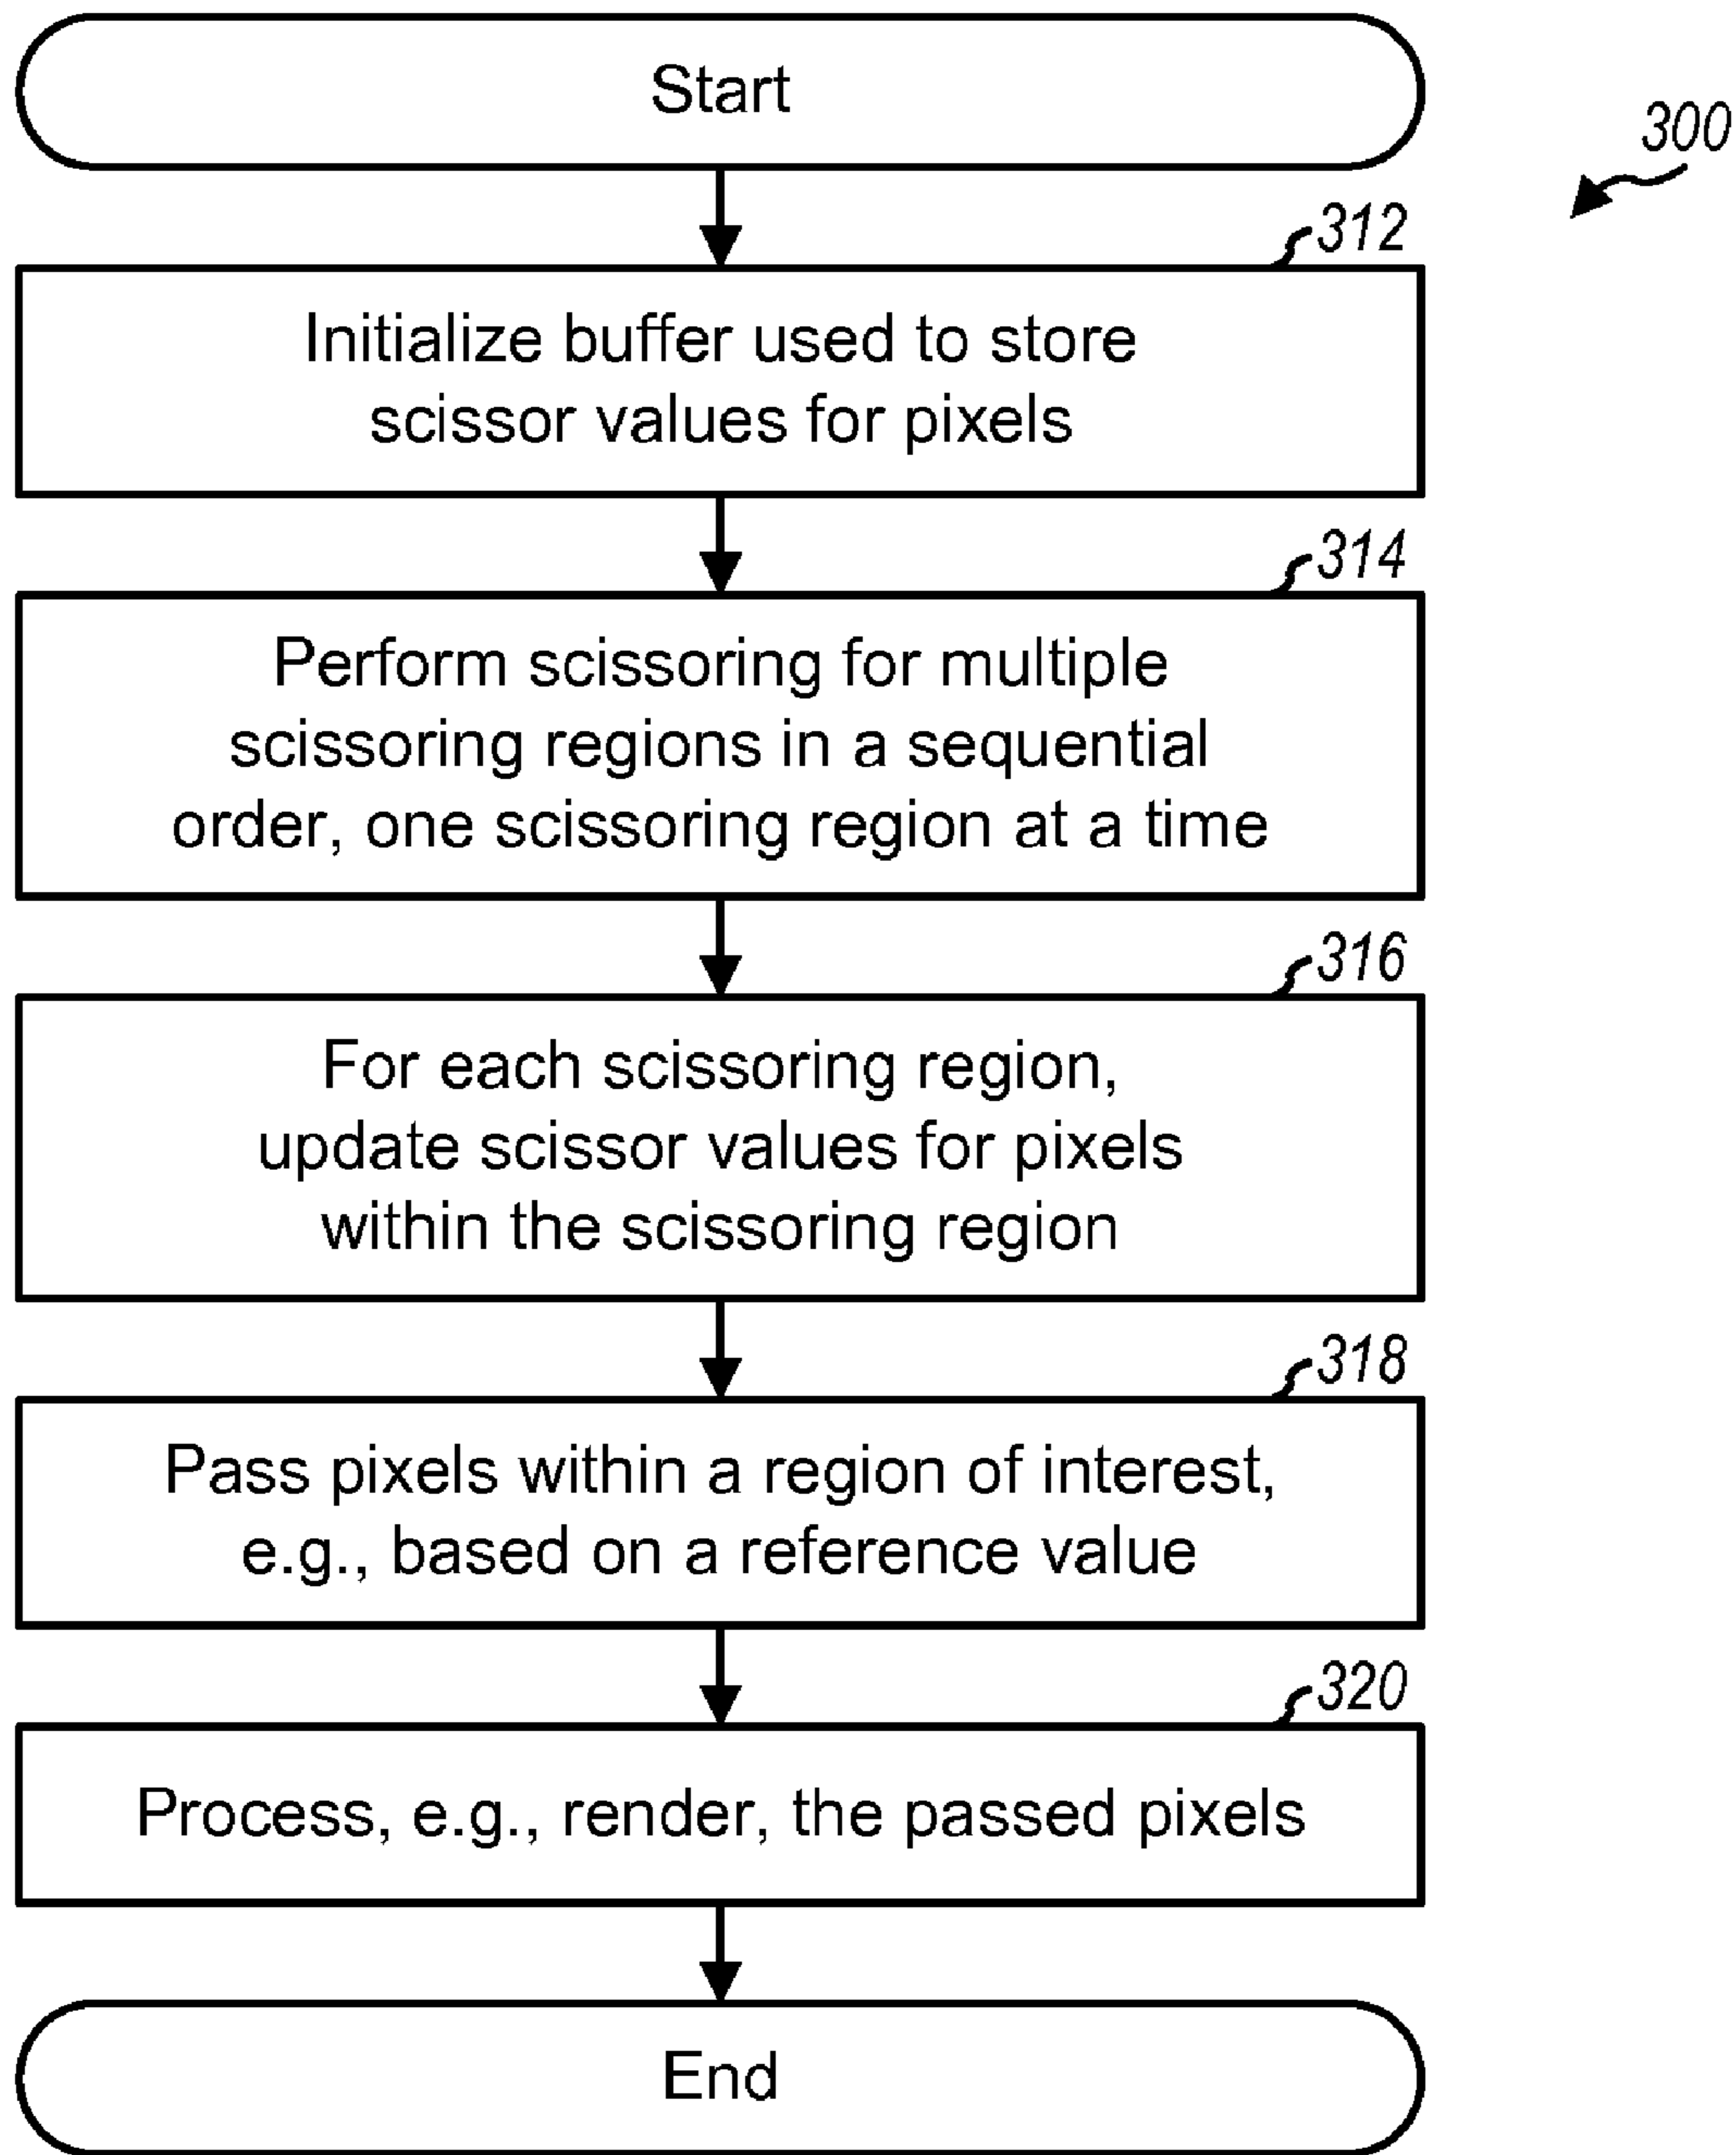 Start
300
312
Initialize buffer used to store
scissor values for pixels
314
Perform scissoring for multiple
scissoring regions in a sequential
order, one scissoring region at a time
316
For each scissoring region,
update scissor values for pixels
within the scissoring region
318
Pass pixels within a region of interest,
e.g., based on a reference value
320
Process, e.g., render, the passed pixels
End